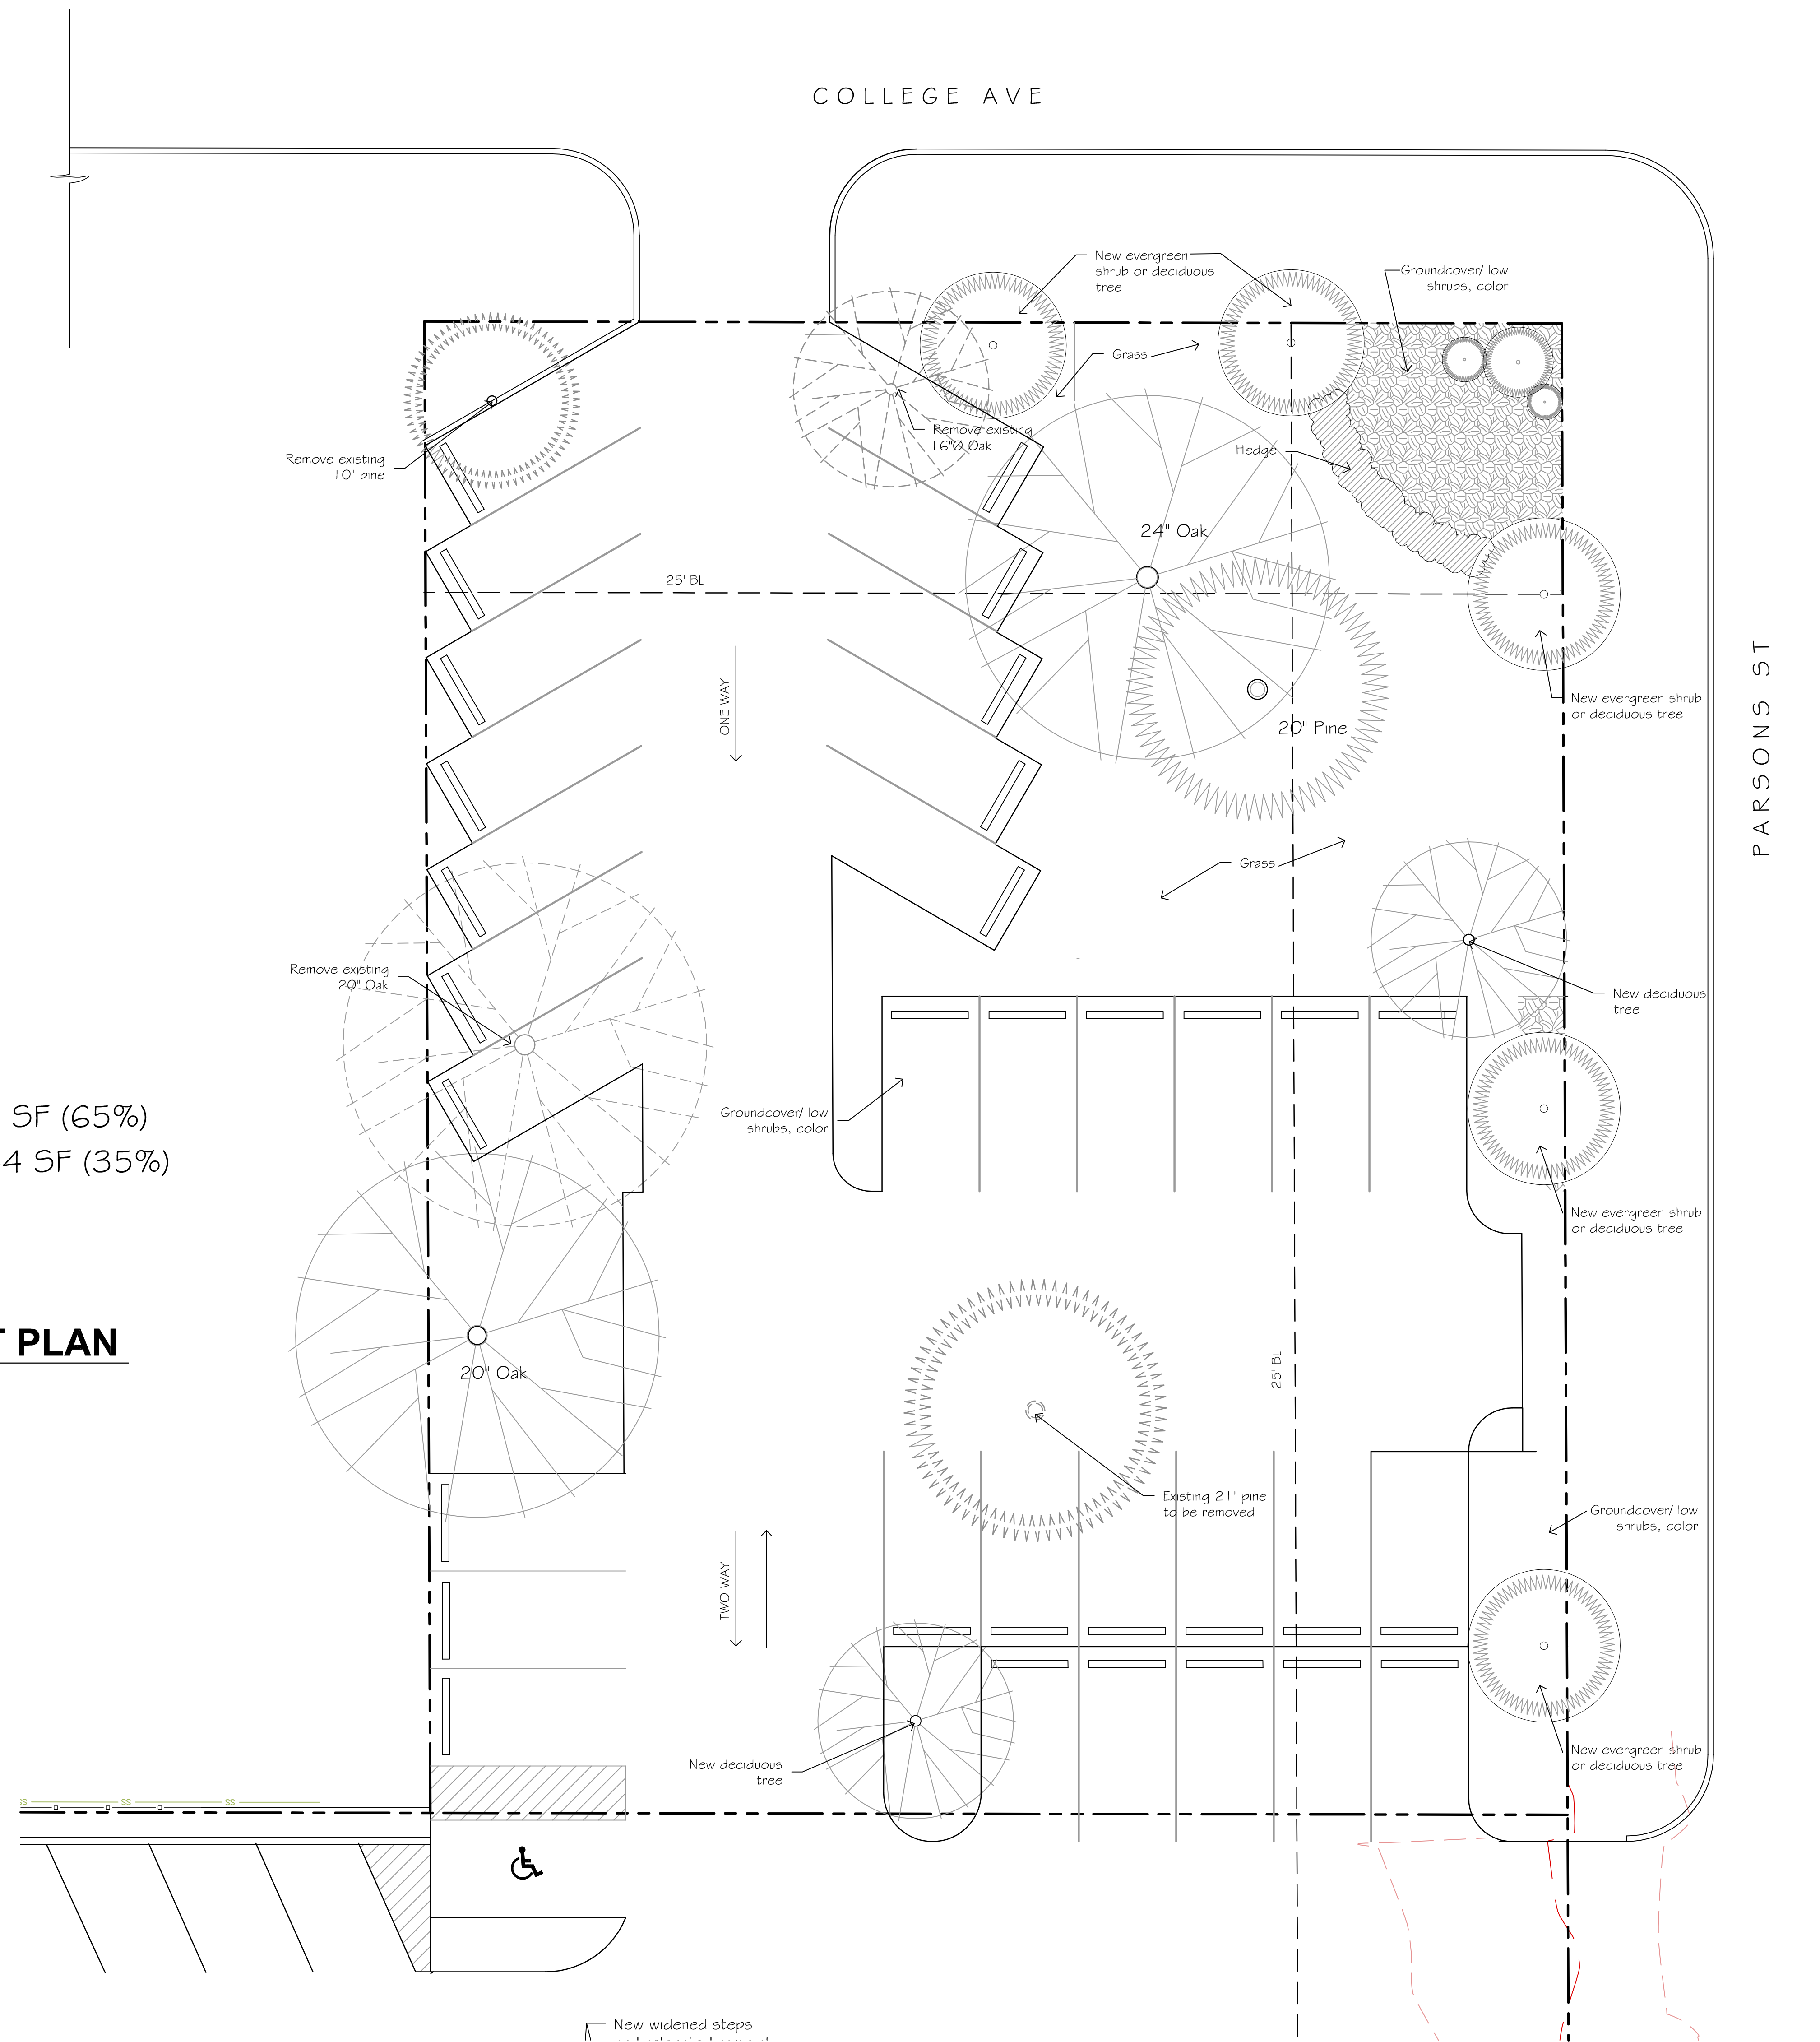 COLLEGE AVE
New evergreen
shrub or deciduous
tree
Groundcover/ low
shrubs, color
Grass
Remove existing
16"Ø Oak
Remove existing
10" pine
Hedge
24" Oak
25' BL
PARSONS ST
ONE WAY
New evergreen shrub
or deciduous tree
20" Pine
Grass
Remove existing
20" Oak
New deciduous
tree
SF (65%)
4 SF (35%)
Groundcover/ low
shrubs, color
New evergreen shrub
or deciduous tree
PLAN
20" Oak
25' BL
Existing 21" pine
to be removed
Groundcover/ low
shrubs, color
TWO WAY
New deciduous
tree
New evergreen shrub
or deciduous tree
SS
SS
SS
New widened steps